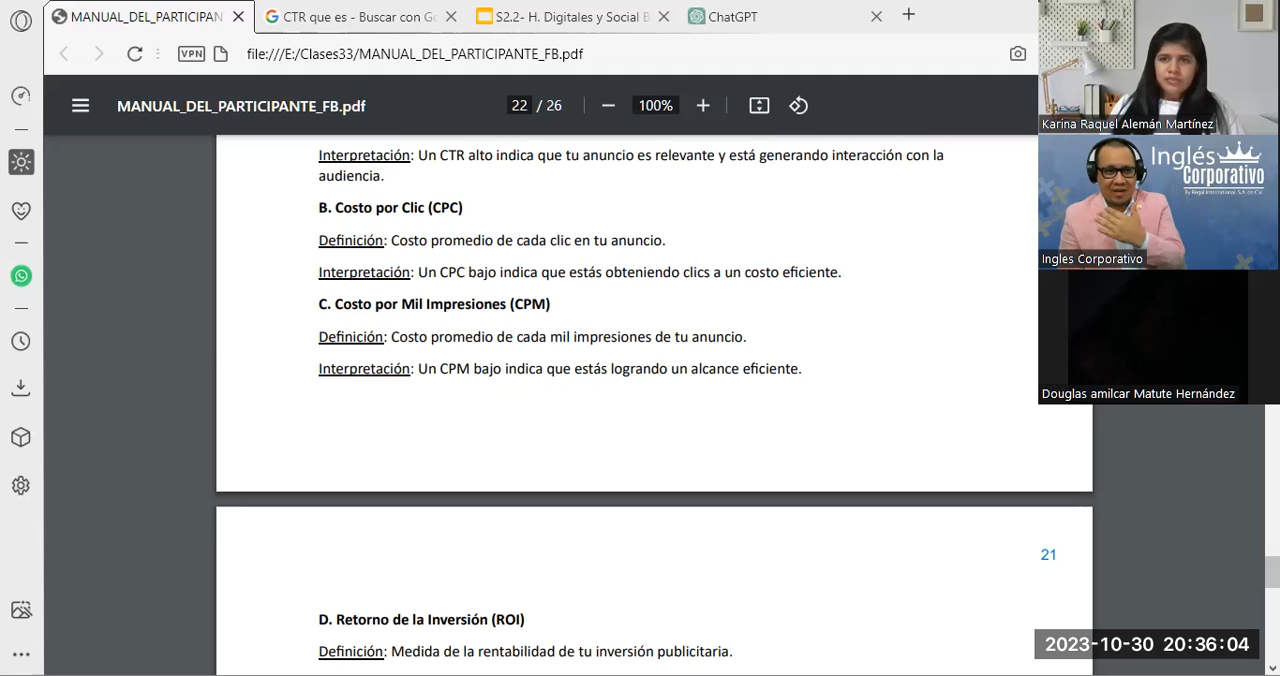 MANUAL_DEL_PARTICIPAN
CTR que es - Buscar con Go
S2.2- H. Digitales y Social B
ChatGPT
VPN
file:///E:/Clases33/MANUAL_DEL_PARTICIPANTE_FB.pdf
MANUAL_DEL_PARTICIPANTE_FB.pdf
22 / 26
100%
Interpretación: Un CTR alto indica que tu anuncio es relevante y está generando interacción con la
audiencia.
B. Costo por Clic (CPC)
Definición: Costo promedio de cada clic en tu anuncio.
Interpretación: Un CPC bajo indica que estás obteniendo clics a un costo eficiente.
C. Costo por Mil Impresiones (CPM)
Definición: Costo promedio de cada mil impresiones de tu anuncio.
Interpretación: Un CPM bajo indica que estás logrando un alcance eficiente.
21
D. Retorno de la Inversión (ROI)
Definición: Medida de la rentabilidad de tu inversión publicitaria.
Karina Raquel Alemán Martínez
Inglés
Corporativo
By Regal International, S.A. de C.V.
Ingles Corporativo
Douglas amilcar Matute Hernández
2023-10-30 20:36:04